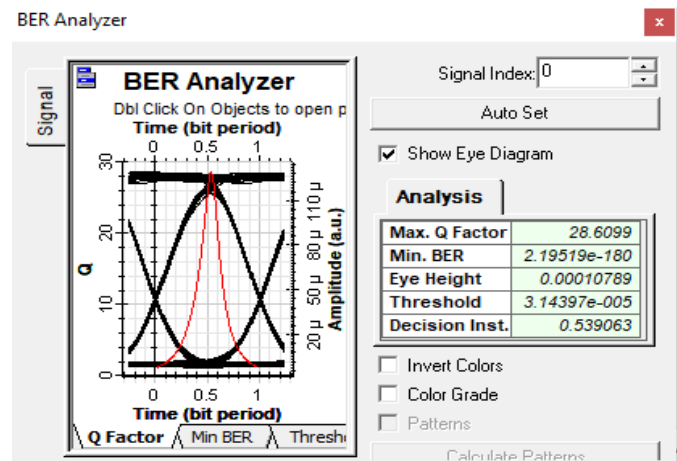 BER Analyzer
x
Signal
BER Analyzer
Dbl Click On Objects to open p
Time (bit period)
0 0.5 1
Q
0 10 20 30
20 µ 50 µ 80 µ 110 µ
Amplitude (a.u.)
0 0.5 1
Time (bit period)
Q Factor Min BER Thresh
Signal Index: 0
Auto Set
Show Eye Diagram
Analysis
Max. Q Factor 28.6099
Min. BER 2.19519e-180
Eye Height 0.00010789
Threshold 3.14397e-005
Decision Inst. 0.539063
Invert Colors
Color Grade
Patterns
Calculate Patterns